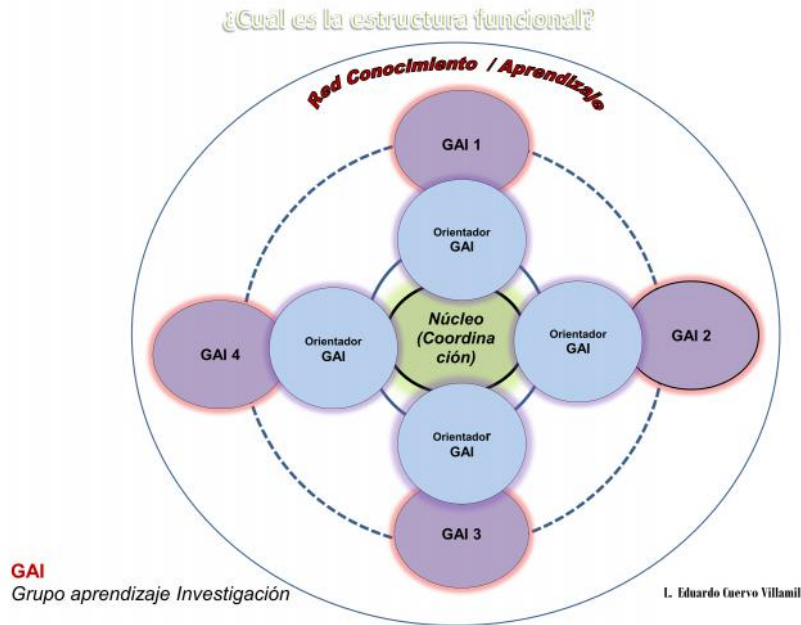 ¿Cuál es la estructura funcional?
Red Conocimiento / Aprendizaje
GAI 1
Orientador
GAI
GAI 4
Orientador
GAI
Núcleo
(Coordina
ción)
Orientador
GAI
GAI 2
Orientador
GAI
GAI 3
GAI
Grupo aprendizaje Investigación
L. Eduardo Cuervo Villamil